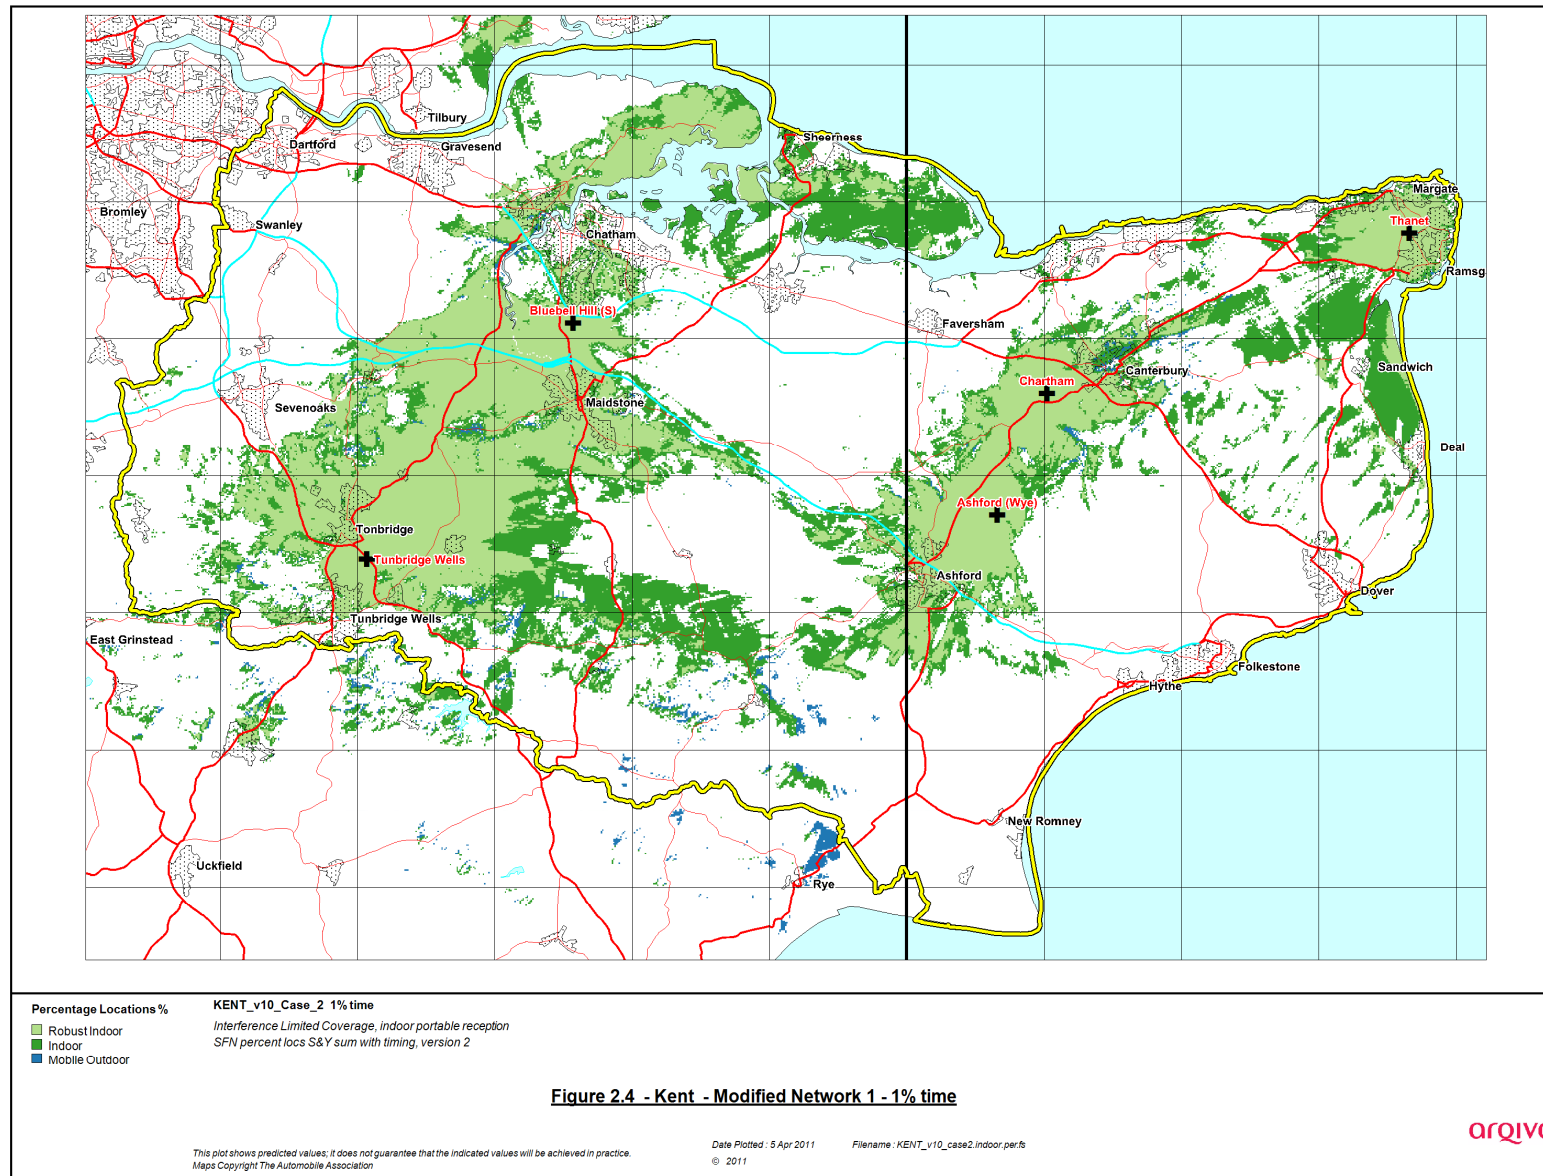 Tilbury
Dartford
Gravesend
Sheerness
Bromley
Swanley
Chatham
Margate
Thanet
Ramsg
Bluebell Hill (S)
Faversham
Sandwich
Canterbury
Chartham
Sevenoaks
Maidstone
Deal
Ashford (Wye)
Tonbridge
Tunbridge Wells
Ashford
Dover
Tunbridge Wells
East Grinstead
Folkestone
Hythe
New Romney
Uckfield
Rye
Percentage Locations %
Robust Indoor
Indoor
Mobile Outdoor
KENT_v10_Case_2 1% time
Interference Limited Coverage, indoor portable reception
SFN percent locs S&Y sum with timing, version 2
Figure 2.4 - Kent - Modified Network 1 - 1% time
This plot shows predicted values; it does not guarantee that the indicated values will be achieved in practice.
Maps Copyright The Automobile Association
Date Plotted : 5 Apr 2011 Filename : KENT_v10_case2.indoor.per.fs
© 2011
arqiva